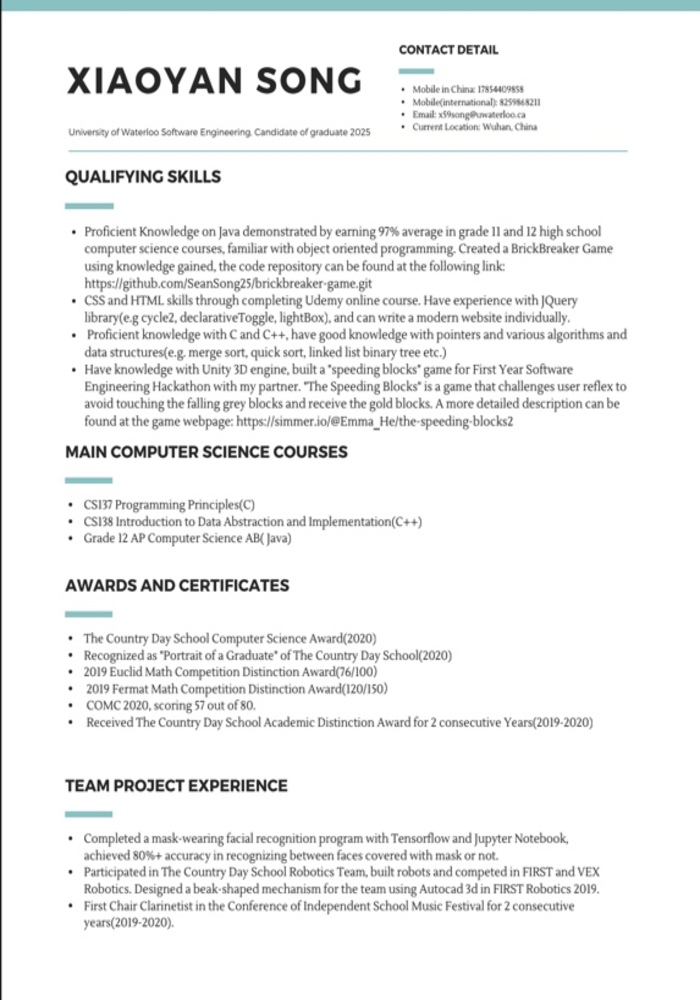 XIAOYAN SONG
University of Waterloo Software Engineering, Candidate of graduate 2025
CONTACT DETAIL
• Mobile in China: 17854409858
• Mobile(international): 8259868211
• Email: x59song@uwaterloo.ca
• Current Location: Wuhan, China
QUALIFYING SKILLS
• Proficient Knowledge on Java demonstrated by earning 97% average in grade 11 and 12 high school
computer science courses, familiar with object oriented programming. Created a BrickBreaker Game
using knowledge gained, the code repository can be found at the following link:
https://github.com/SeanSong25/brickbreaker-game.git
• CSS and HTML skills through completing Udemy online course. Have experience with JQuery
library(e.g cycle2, declarativeToggle, lightBox), and can write a modern website individually.
• Proficient knowledge with C and C++, have good knowledge with pointers and various algorithms and
data structures(e.g. merge sort, quick sort, linked list binary tree etc.)
• Have knowledge with Unity 3D engine, built a "speeding blocks" game for First Year Software
Engineering Hackathon with my partner. "The Speeding Blocks" is a game that challenges user reflex to
avoid touching the falling grey blocks and receive the gold blocks. A more detailed description can be
found at the game webpage: https://simmer.io/@Emma_He/the-speeding-blocks2
MAIN COMPUTER SCIENCE COURSES
• CS137 Programming Principles(C)
• CS138 Introduction to Data Abstraction and Implementation(C++)
• Grade 12 AP Computer Science AB( Java)
AWARDS AND CERTIFICATES
• The Country Day School Computer Science Award(2020)
• Recognized as "Portrait of a Graduate" of The Country Day School(2020)
• 2019 Euclid Math Competition Distinction Award(76/100)
• 2019 Fermat Math Competition Distinction Award(120/150)
• COMC 2020, scoring 57 out of 80.
• Received The Country Day School Academic Distinction Award for 2 consecutive Years(2019-2020)
TEAM PROJECT EXPERIENCE
• Completed a mask-wearing facial recognition program with Tensorflow and Jupyter Notebook,
achieved 80%+ accuracy in recognizing between faces covered with mask or not.
• Participated in The Country Day School Robotics Team, built robots and competed in FIRST and VEX
Robotics. Designed a beak-shaped mechanism for the team using Autocad 3d in FIRST Robotics 2019.
• First Chair Clarinetist in the Conference of Independent School Music Festival for 2 consecutive
years(2019-2020).